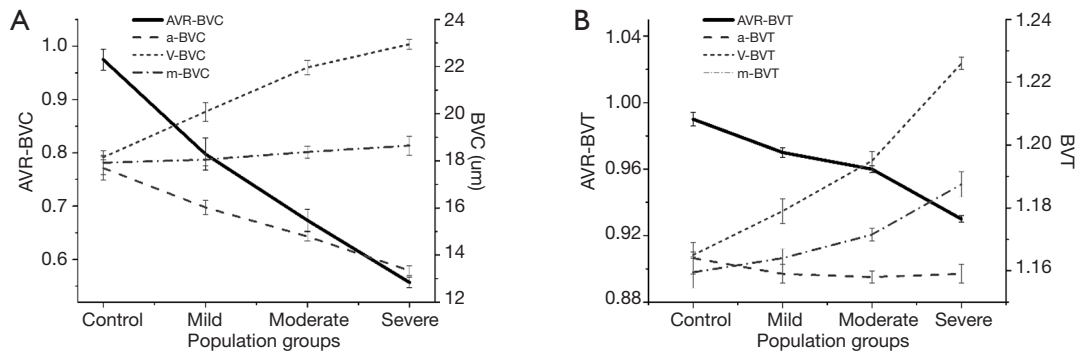 A
AVR-BVC
a-BVC
V-BVC
m-BVC
1.0
0.9
0.8
0.7
0.6
AVR-BVC
24
22
20
18
16
14
12
BVC (um)
Control Mild Moderate Severe
Population groups
B
AVR-BVT
a-BVT
V-BVT
m-BVT
1.04
1.00
0.96
0.92
0.88
AVR-BVT
1.24
1.22
1.20
1.18
1.16
BVT
Control Mild Moderate Severe
Population groups